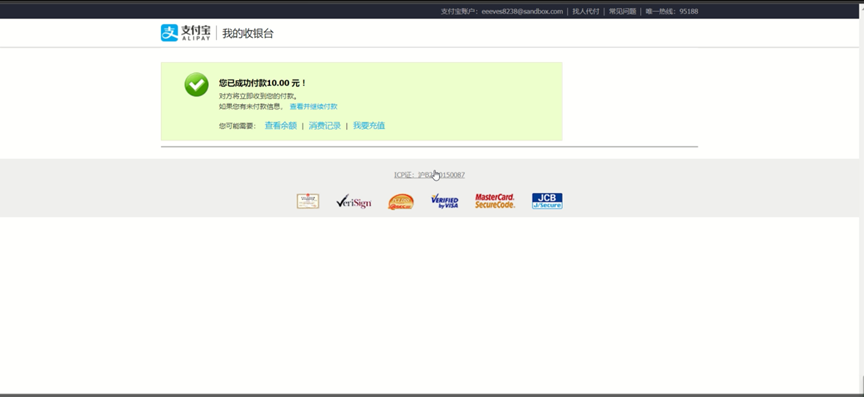 支付宝账户：eeeves8238@sandbox.com | 找人代付 | 常见问题 | 唯一热线：95188
支付宝 ALIPAY | 我的收银台
您已成功付款10.00 元！
对方将立即收到您的付款。
如果您有未付款信息， 查看并继续付款
您可能需要： 查看余额 | 消费记录 | 我要充值
ICP证：沪 150087
VeriSign VERIFIED by VISA MasterCard. SecureCode. JCB J/Secure